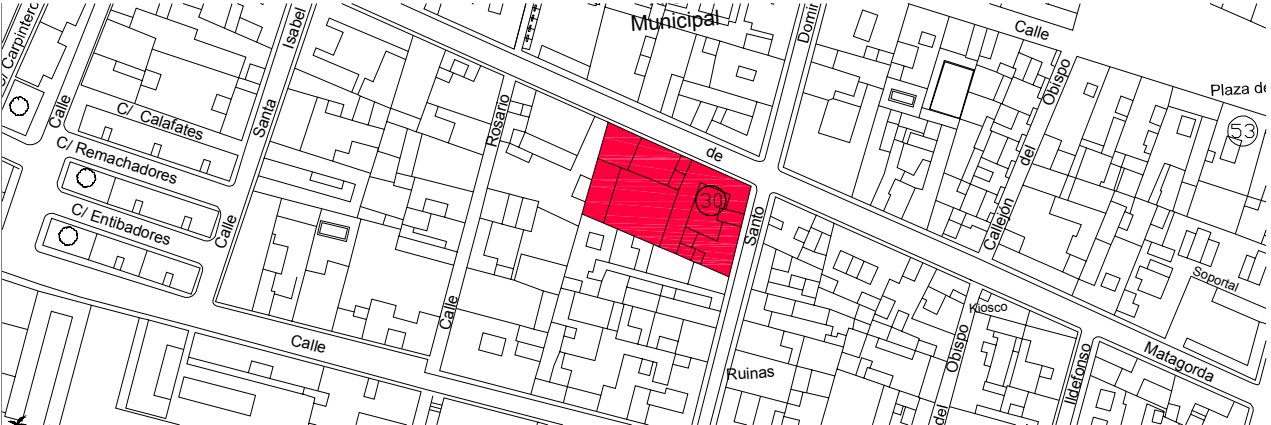 Municipal
Isabel
Calle
Obispo
Plaza de
53
C/ Carpintero
Calle
C/ Calafates
Santa
Rosario
C/ Remachadores
de
del
30
C/ Entibadores
Calle
Santo
Callejón
Soportal
Kiosco
Calle
Calle
Obispo
Ildefonso
Matagorda
Ruinas
del